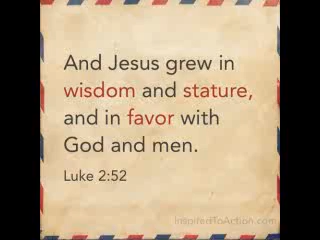 And Jesus grew in
wisdom and stature,
and in favor with
God and men.
Luke 2:52
InspiredToAction.com